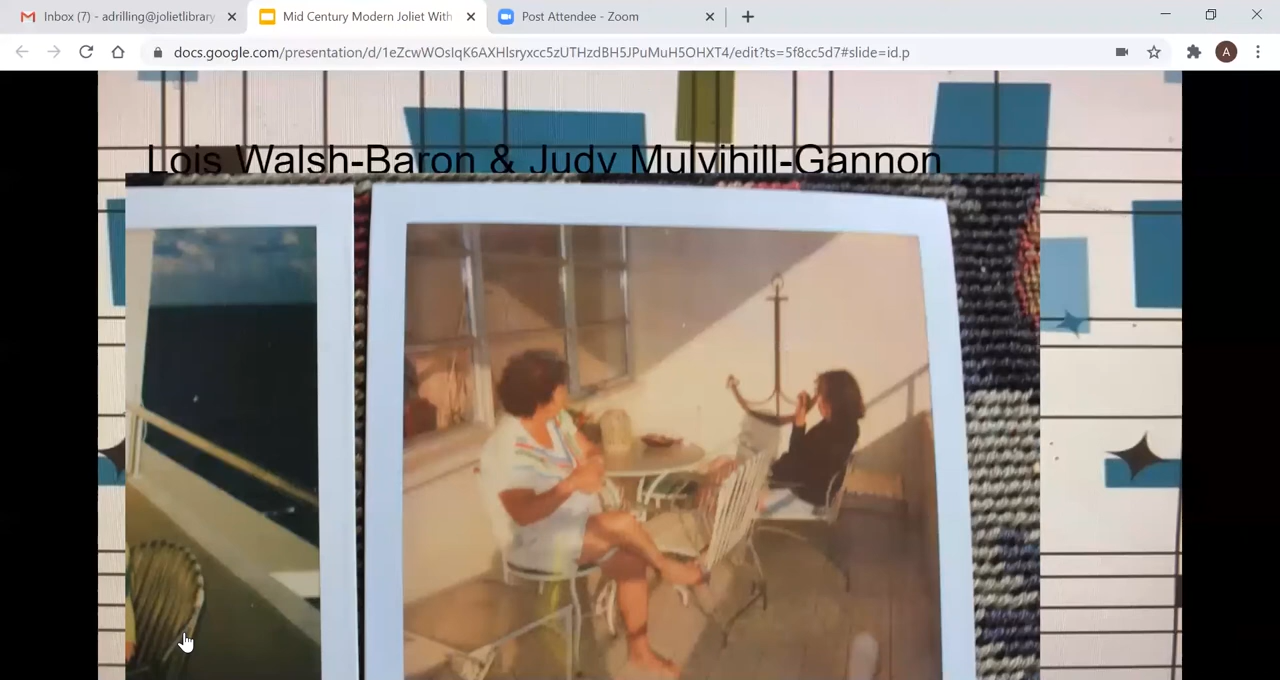 Inbox (7) - adrilling@jolietlibrary
Mid Century Modern Joliet With
Post Attendee - Zoom
docs.google.com/presentation/d/1eZcwWOsIqK6AXHIsryxcc5zUTHzdBH5JPuMuH5OHXT4/edit?ts=5f8cc5d7#slide=id.p
A
Lois Walsh-Baron & Judy Mulvihill-Gannon